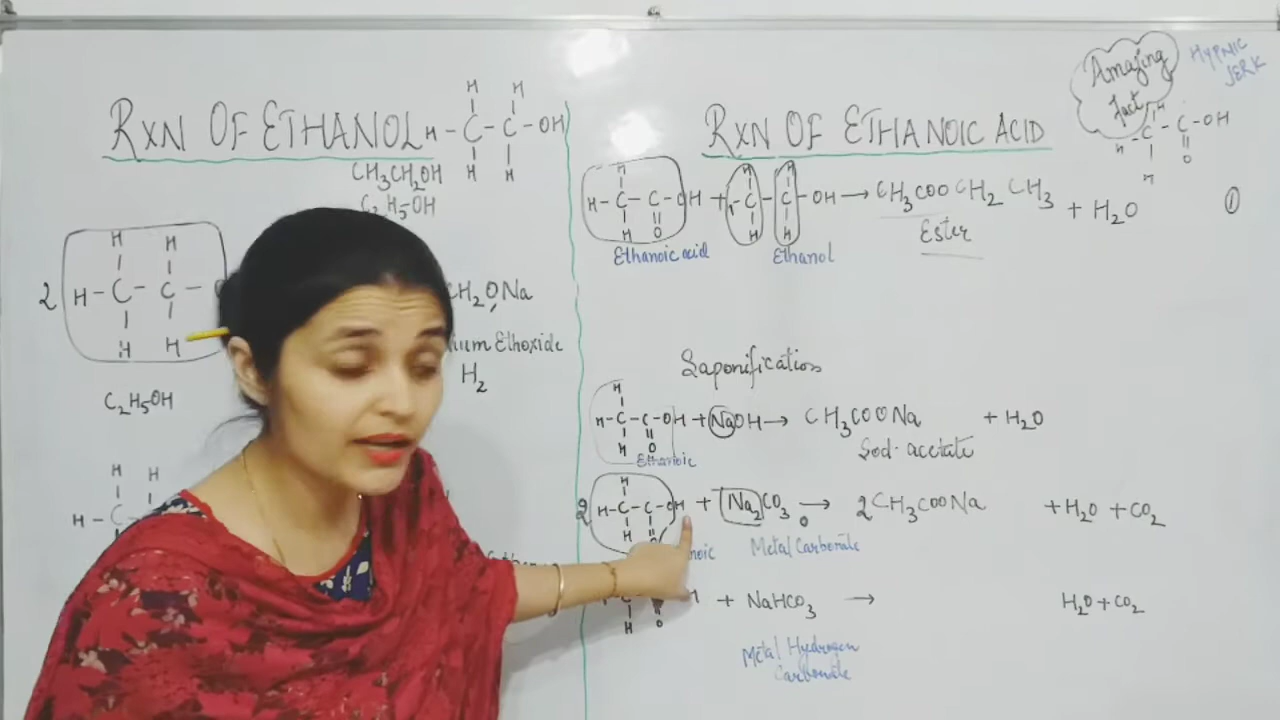 RXN OF ETHANOL
H H
H-C-C-OH
H H
CH3CH2OH
C2H5OH
2 H H
H-C-C-
H H
C2H5OH
CH2ONa
ium Ethoxide
H2
H H
H-C
Amazing
fact
HYPNIC
JERK
H
H-C-C-OH
H O
RXN OF ETHANOIC ACID
H H H
H-C-C-OH + H-C-C-OH → CH3COOCH2CH3 + H2O ①
H O H H
Ethanoic acid Ethanol Ester
Saponification
H
H-C-C-OH + NaOH → CH3COONa + H2O
H O
Ethanoic Sod. acetate
H
2 H-C-C-OH + Na2CO3 → 2CH3COONa + H2O + CO2
H O
noic Metal Carbonate
+ NaHCO3 → H2O + CO2
H O
Metal Hydrogen
Carbonate